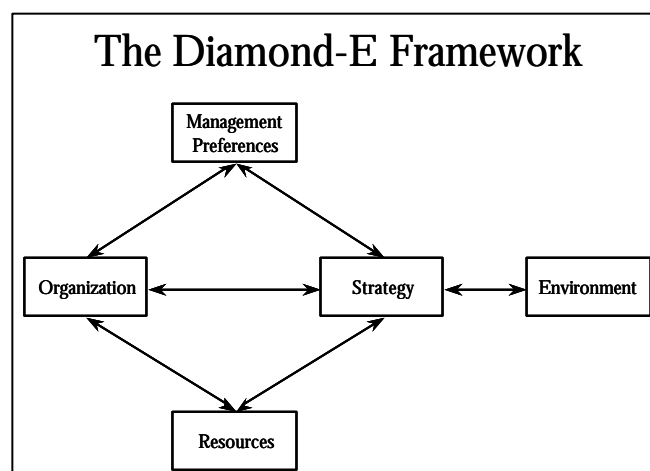 The Diamond-E Framework
Management
Preferences
Organization
Strategy
Environment
Resources